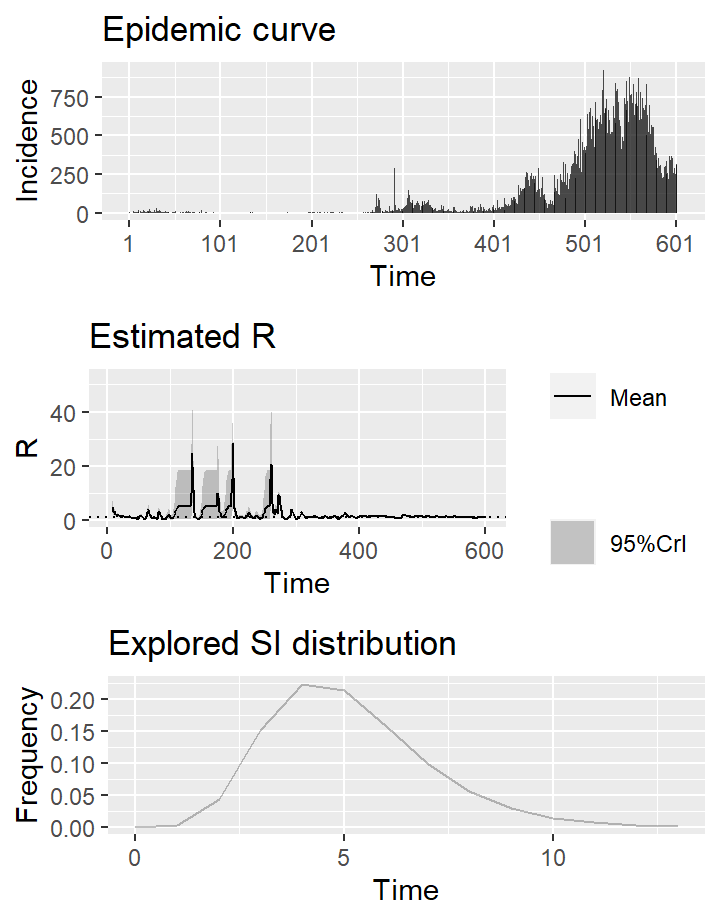 Epidemic curve
Incidence
750
500
250
0
1 101 201 301 401 501 601
Time
Estimated R
R
40
20
0
0 200 400 600
Time
Mean
95%CrI
Explored SI distribution
Frequency
0.20
0.15
0.10
0.05
0.00
0 5 10
Time